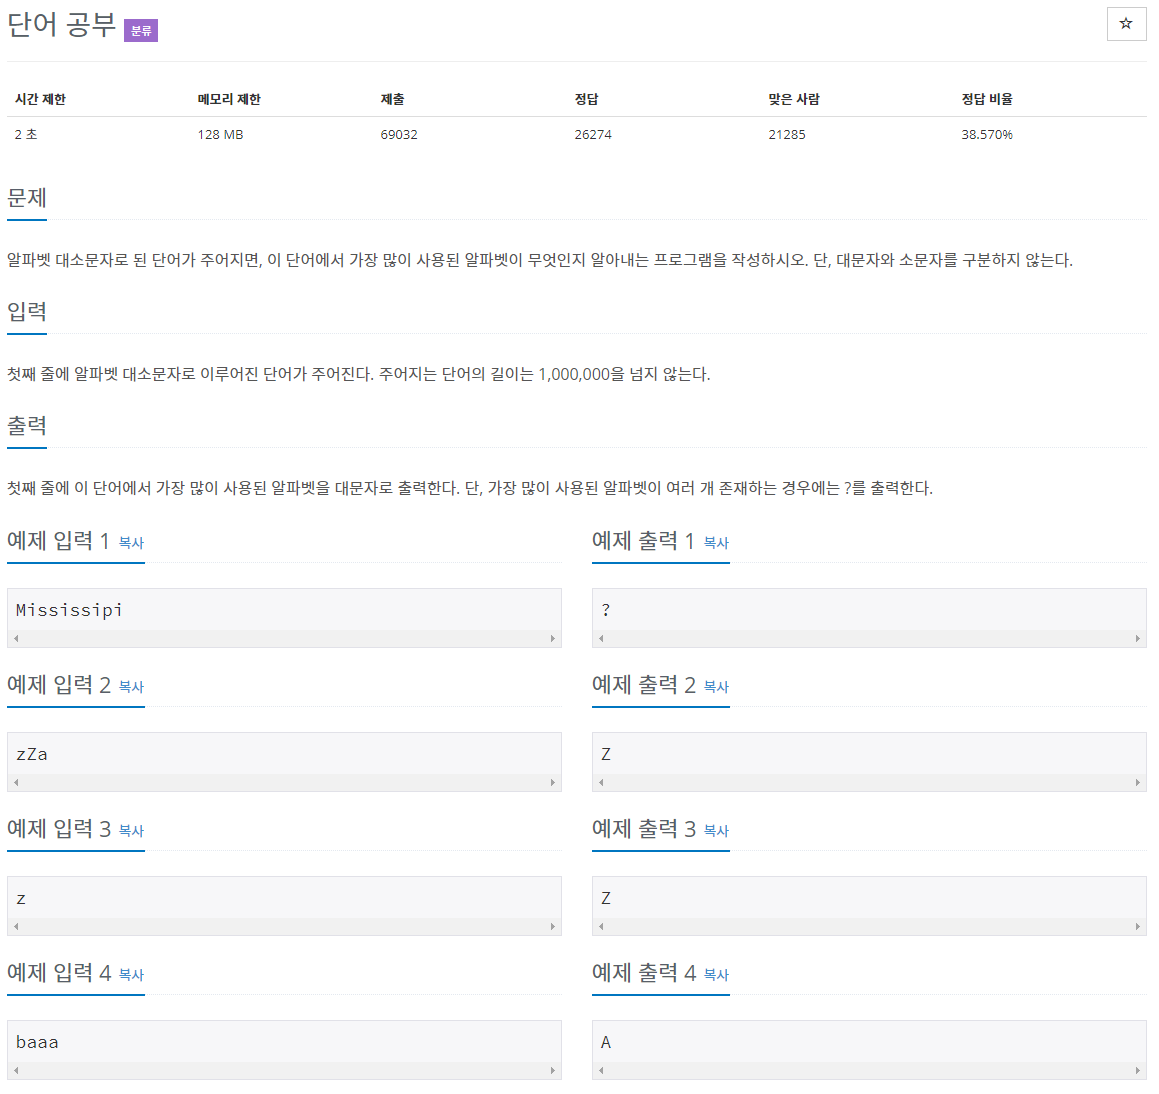 단어 공부 분류
☆
시간 제한 메모리 제한 제출 정답 맞은 사람 정답 비율
2 초 128 MB 69032 26274 21285 38.570%
문제
알파벳 대소문자로 된 단어가 주어지면, 이 단어에서 가장 많이 사용된 알파벳이 무엇인지 알아내는 프로그램을 작성하시오. 단, 대문자와 소문자를 구분하지 않는다.
입력
첫째 줄에 알파벳 대소문자로 이루어진 단어가 주어진다. 주어지는 단어의 길이는 1,000,000을 넘지 않는다.
출력
첫째 줄에 이 단어에서 가장 많이 사용된 알파벳을 대문자로 출력한다. 단, 가장 많이 사용된 알파벳이 여러 개 존재하는 경우에는 ?를 출력한다.
예제 입력 1 복사
Mississipi
예제 출력 1 복사
?
예제 입력 2 복사
zZa
예제 출력 2 복사
Z
예제 입력 3 복사
z
예제 출력 3 복사
Z
예제 입력 4 복사
baaa
예제 출력 4 복사
A